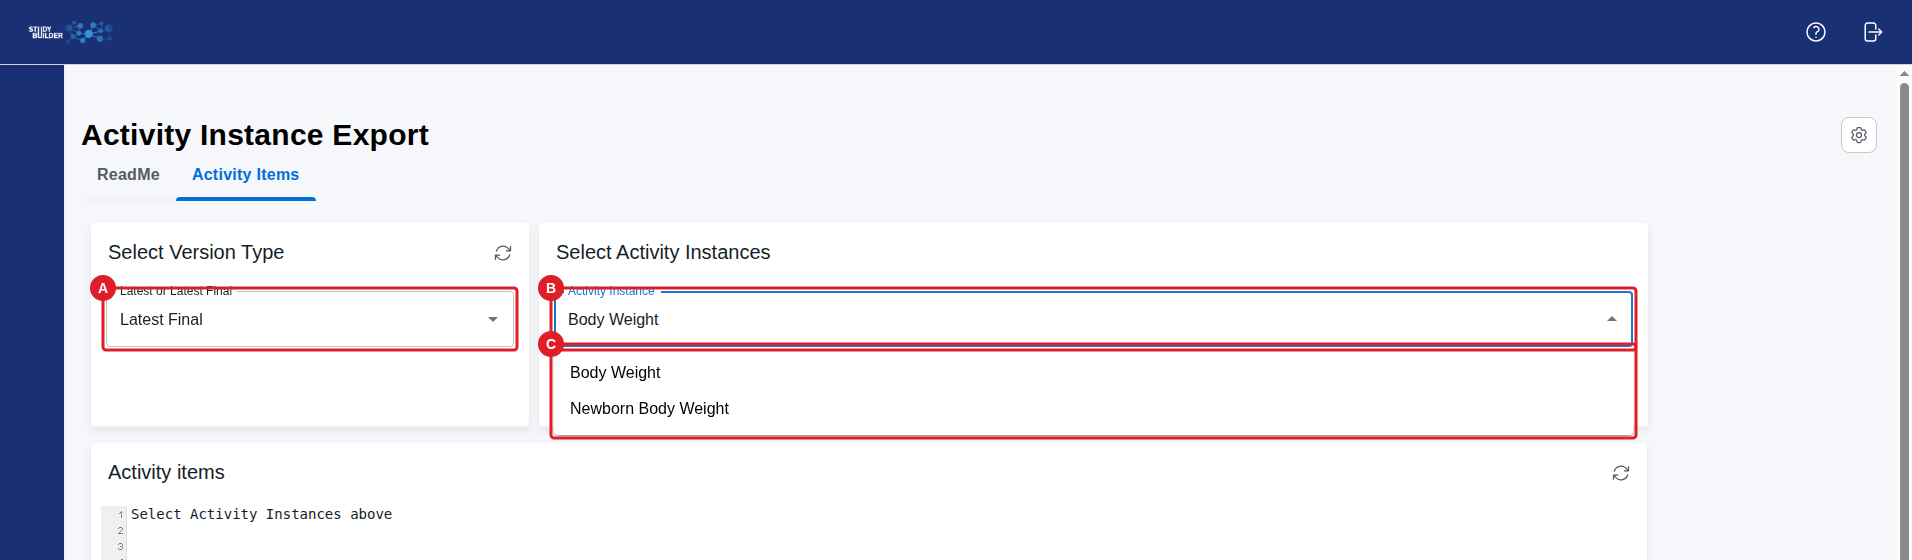 STUDY
BUILDER
Activity Instance Export
ReadMe
Activity Items
Select Version Type
Select Activity Instances
A
Latest or Latest Final
B
Activity Instance
Latest Final
Body Weight
C
Body Weight
Newborn Body Weight
Activity items
1
Select Activity Instances above
2
3